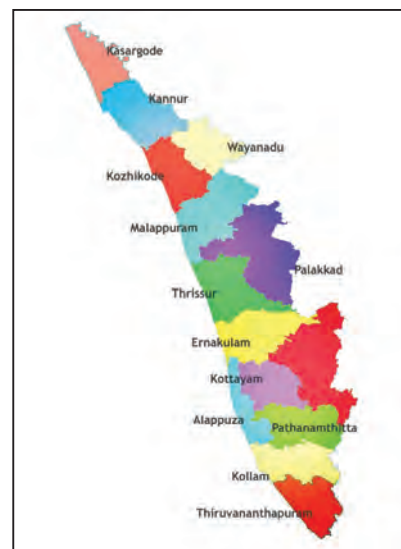 Kasargode
Kannur
Wayanadu
Kozhikode
Malappuram
Palakkad
Thrissur
Ernakulam
Kottayam
Alappuza
Pathanamthitta
Kollam
Thiruvananthapuram